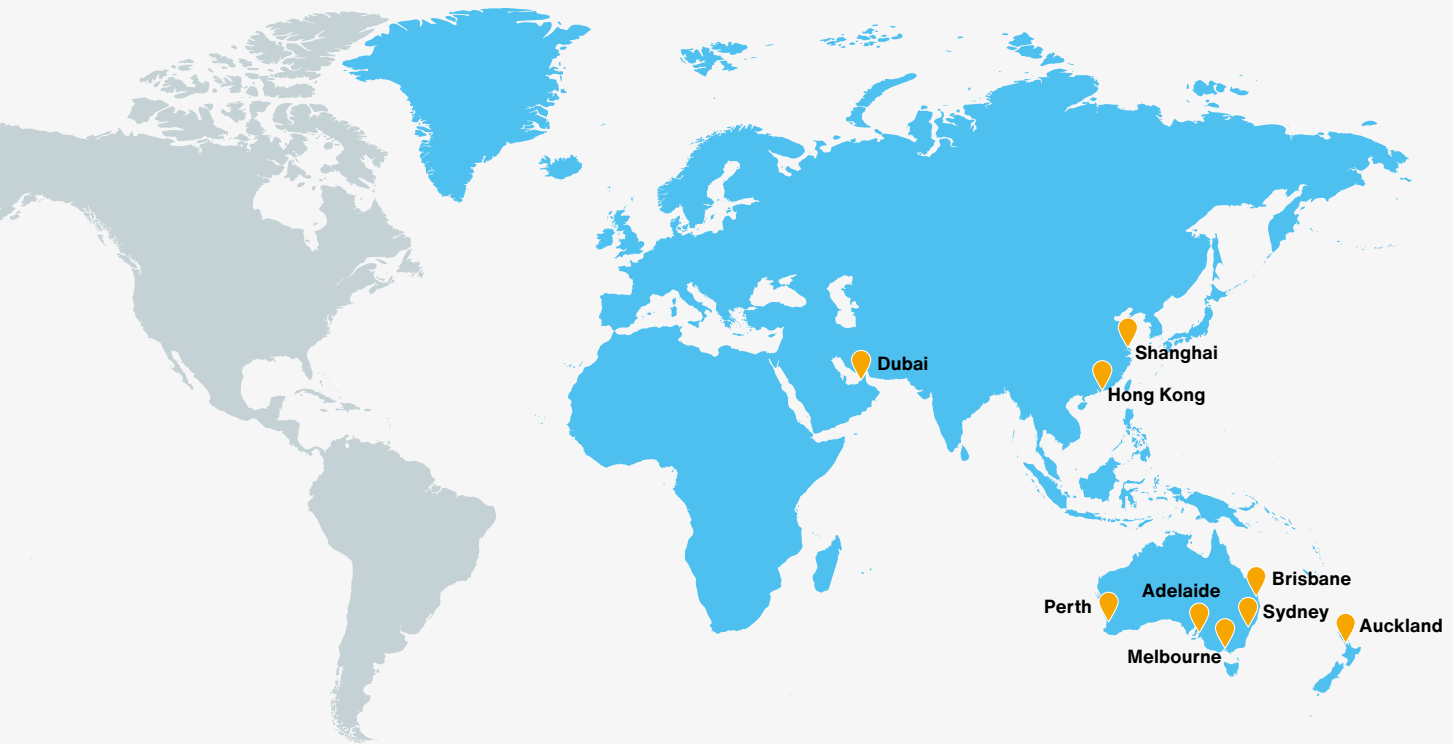 Shanghai
Dubai
Hong Kong
Brisbane
Adelaide
Perth
Sydney
Auckland
Melbourne